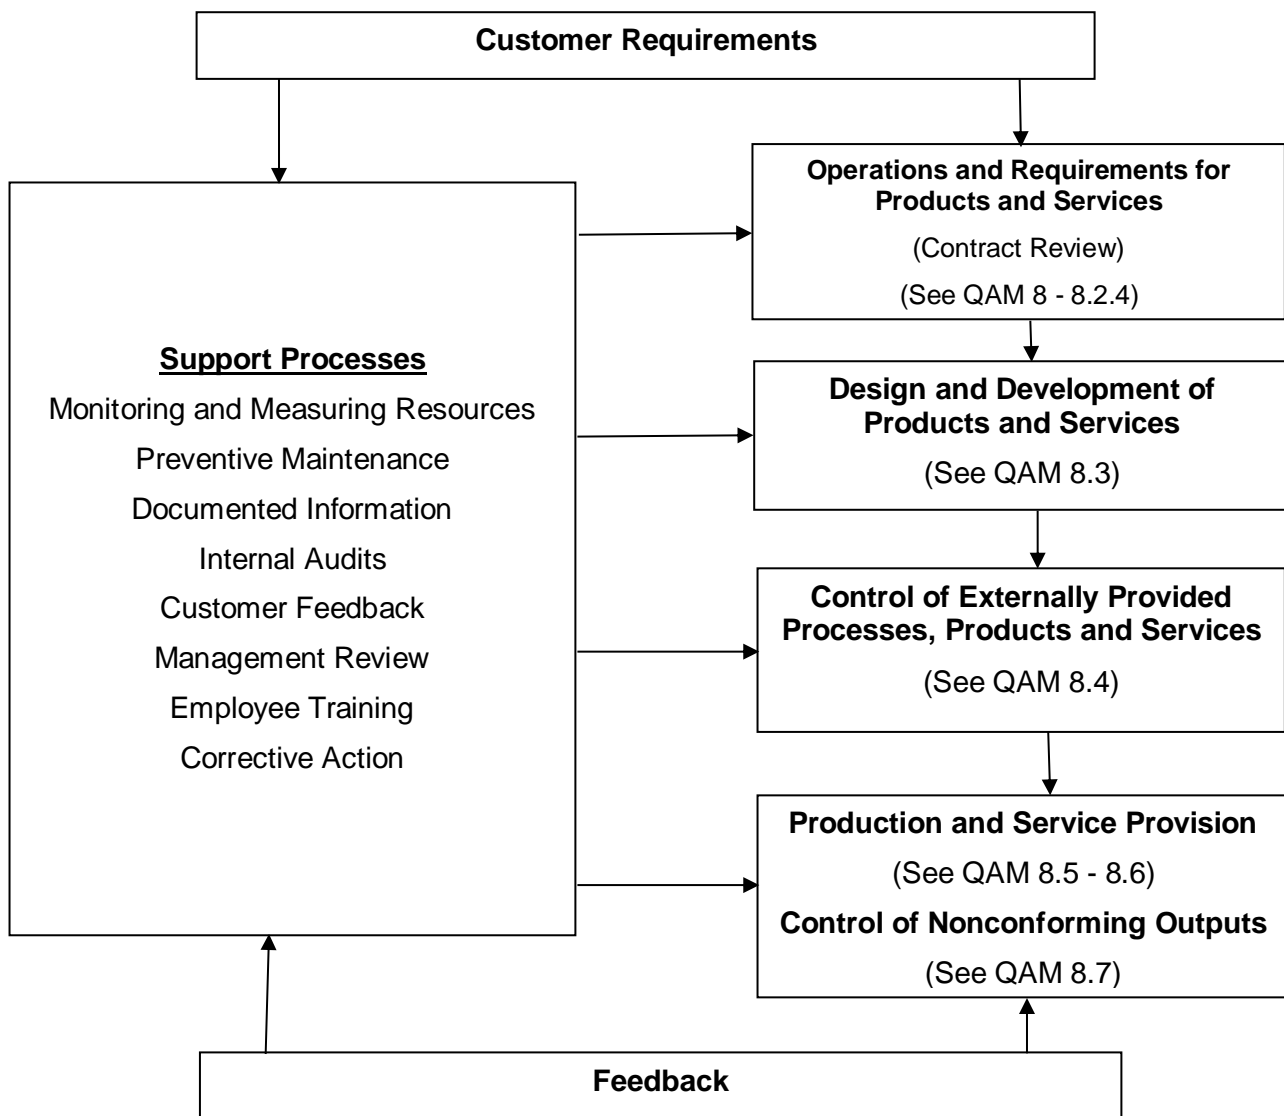 Customer Requirements
Operations and Requirements for
Products and Services
(Contract Review)
(See QAM 8 - 8.2.4)
Support Processes
Monitoring and Measuring Resources
Preventive Maintenance
Documented Information
Internal Audits
Customer Feedback
Management Review
Employee Training
Corrective Action
Design and Development of
Products and Services
(See QAM 8.3)
Control of Externally Provided
Processes, Products and Services
(See QAM 8.4)
Production and Service Provision
(See QAM 8.5 - 8.6)
Control of Nonconforming Outputs
(See QAM 8.7)
Feedback